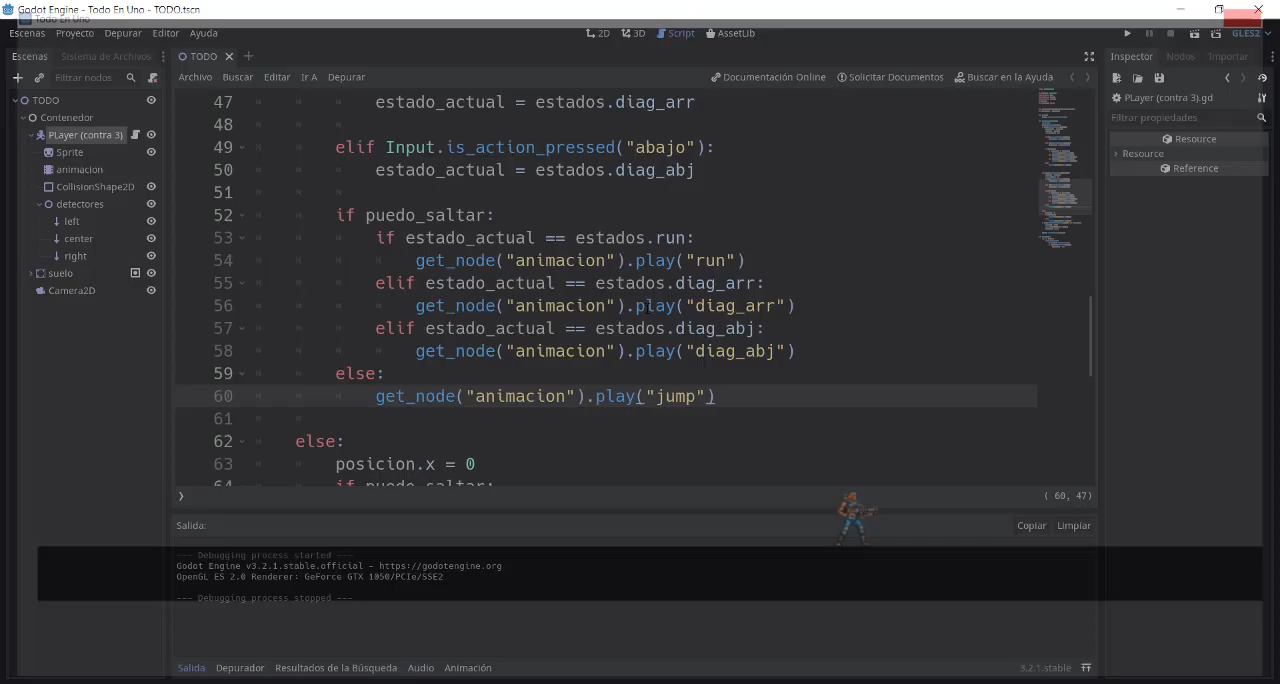 Godot Engine - Todo En Uno - TODO.tscn
Todo En Uno
Escenas Proyecto Depurar Editor Ayuda
2D 3D Script AssetLib
GLES2
Escenas Sistema de Archivos
TODO
Inspector Nodos Importar
Filtrar nodos
Archivo Buscar Editar Ir A Depurar
Documentación Online Solicitar Documentos Buscar en la Ayuda
TODO
Contenedor
PLayer (contra 3)
Sprite
animacion
CollisionShape2D
detectores
left
center
right
suelo
Camera2D
47 estado_actual = estados.diag_arr
48
49 elif Input.is_action_pressed("abajo"):
50 estado_actual = estados.diag_abj
51
52 if puedo_saltar:
53 if estado_actual == estados.run:
54 get_node("animacion").play("run")
55 elif estado_actual == estados.diag_arr:
56 get_node("animacion").play("diag_arr")
57 elif estado_actual == estados.diag_abj:
58 get_node("animacion").play("diag_abj")
59 else:
60 get_node("animacion").play("jump")
61
62 else:
63 posicion.x = 0
64 if puedo_saltar:
( 60, 47)
PLayer (contra 3).gd
Filtrar propiedades
Resource
Resource
Reference
Salida:
Copiar Limpiar
--- Debugging process started ---
Godot Engine v3.2.1.stable.official - https://godotengine.org
OpenGL ES 2.0 Renderer: GeForce GTX 1050/PCIe/SSE2
--- Debugging process stopped ---
Salida Depurador Resultados de la Búsqueda Audio Animación
3.2.1.stable